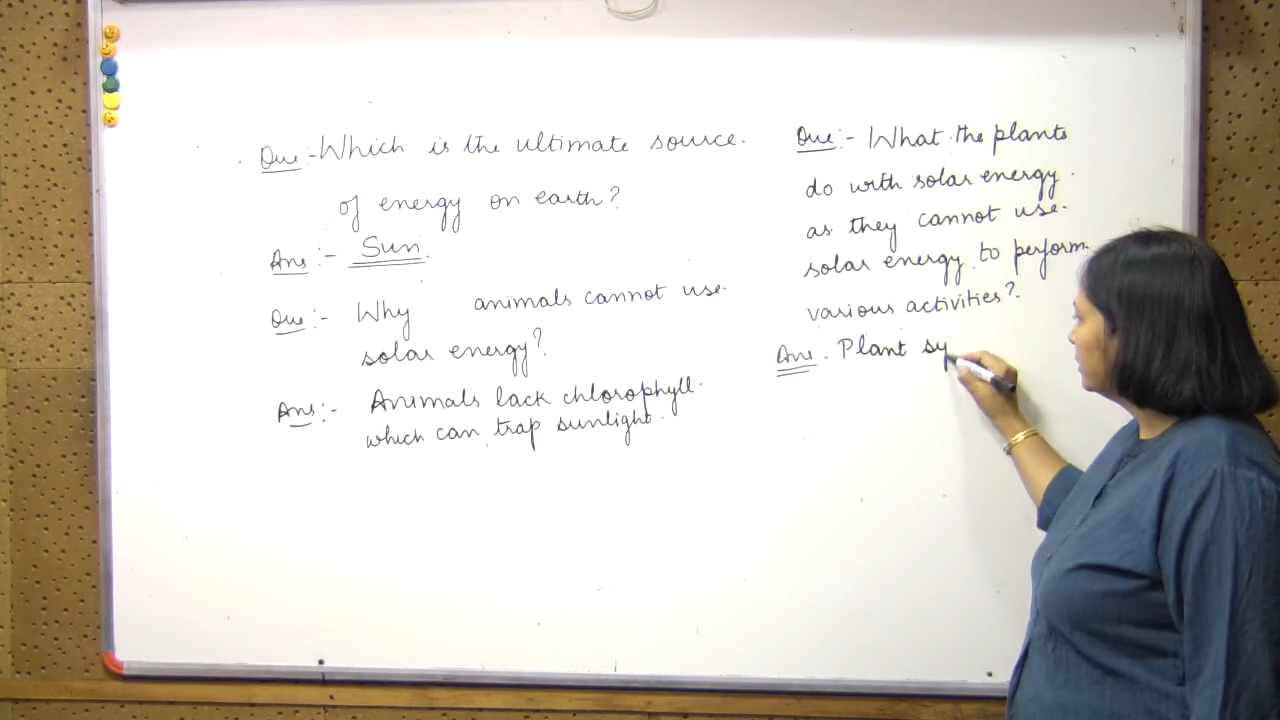 Que:- Which is the ultimate source.
of energy on earth?
Ans:- Sun.
Que:- Why animals cannot use
solar energy?
Ans:- Animals lack chlorophyll.
which can trap sunlight.
Que:- What the plants
do with solar energy.
as they cannot use.
solar energy to perform.
various activities?.
Ans. Plant sy